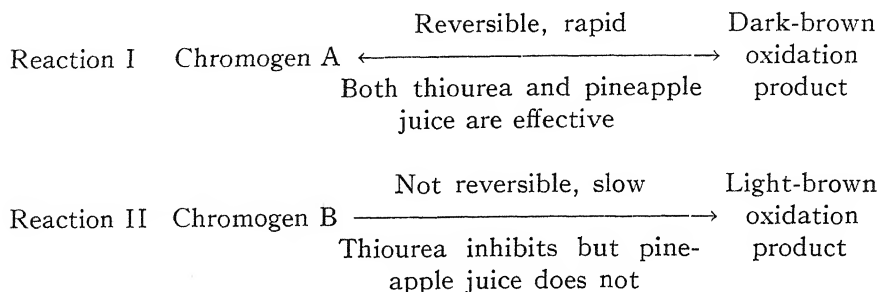 Reversible, rapid Dark-brown
Reaction I Chromogen A ⟷ oxidation
Both thiourea and pineapple product
juice are effective
Not reversible, slow Light-brown
Reaction II Chromogen B ⟶ oxidation
Thiourea inhibits but pine- product
apple juice does not